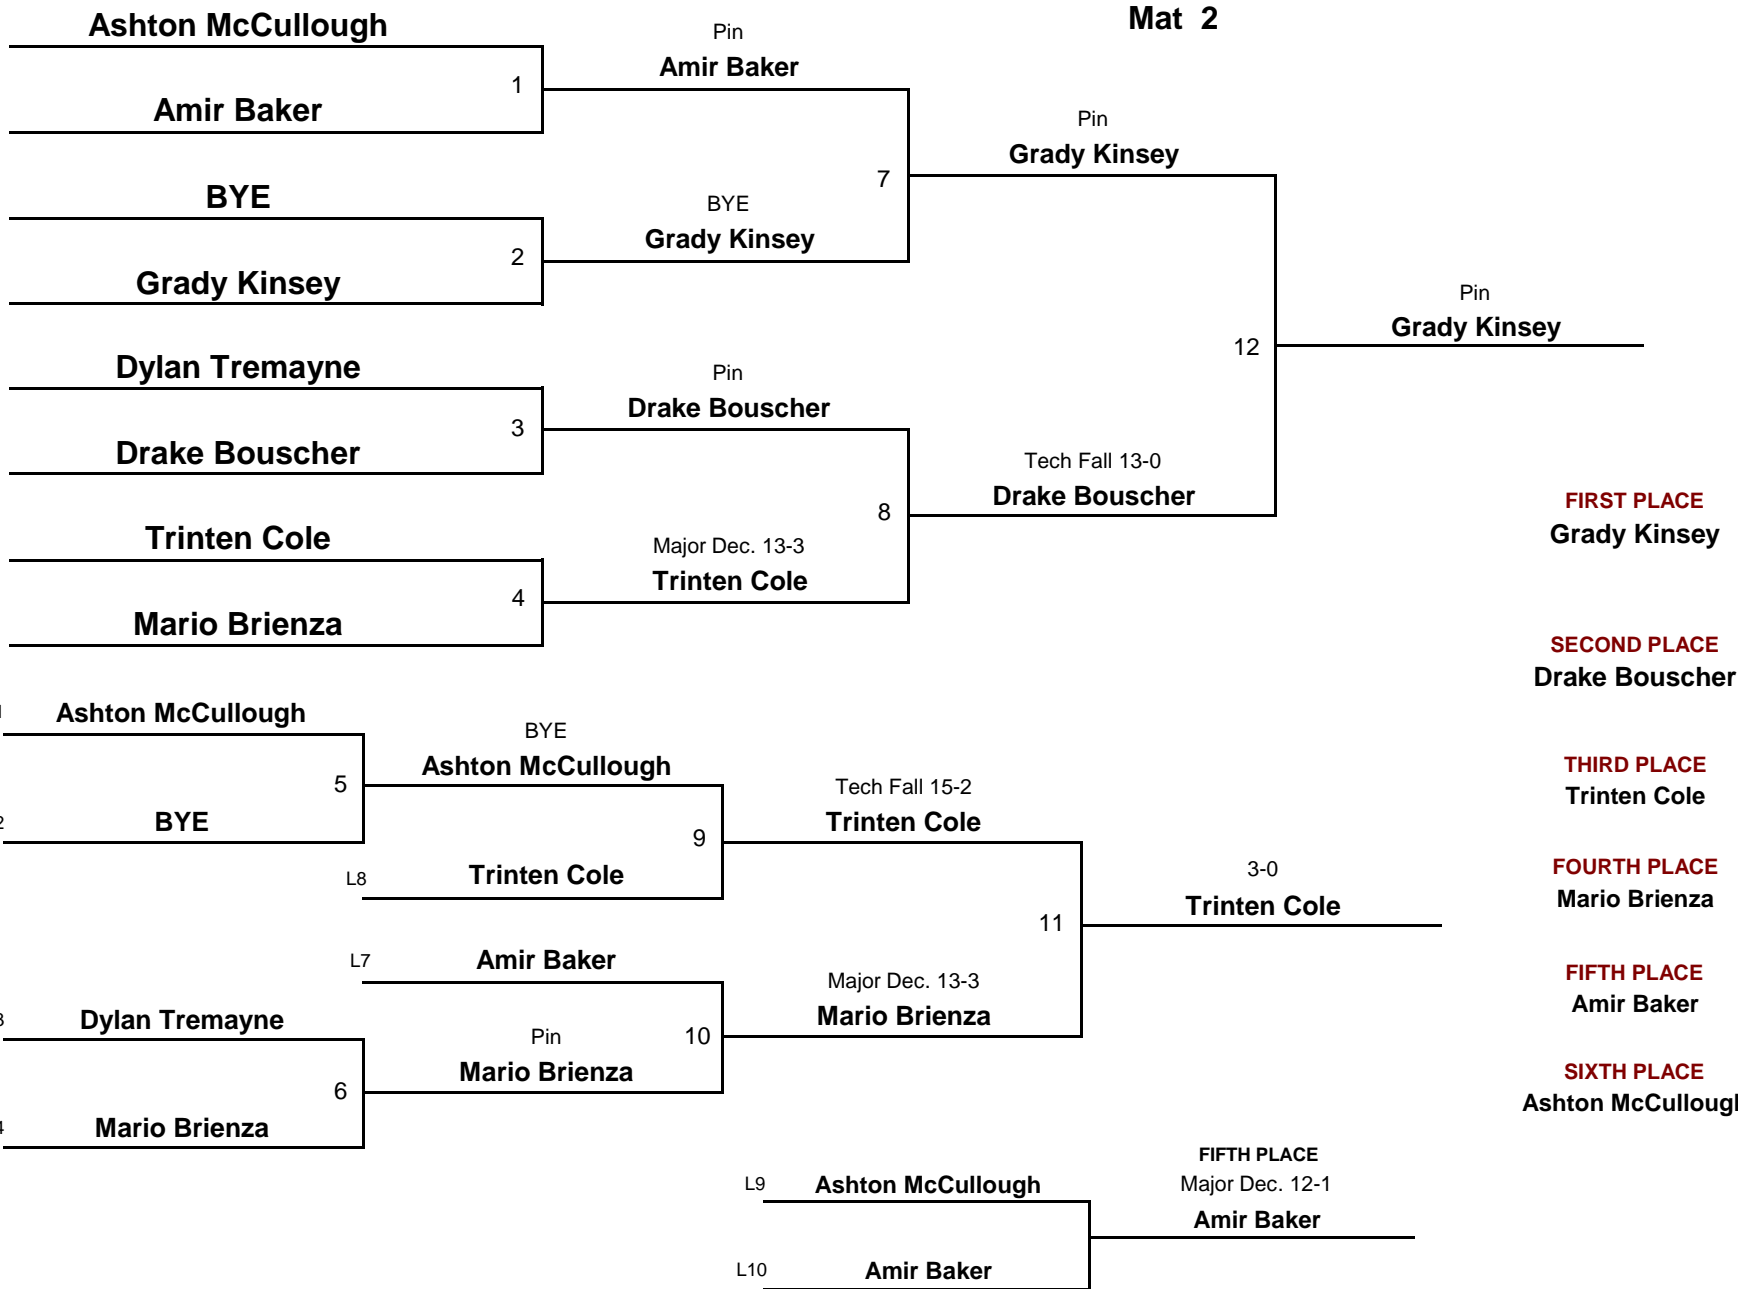 Mat 2
Ashton McCullough
Pin
Amir Baker
1
Amir Baker
Pin
Grady Kinsey
7
BYE
BYE
Grady Kinsey
2
Grady Kinsey
Pin
Grady Kinsey
12
Dylan Tremayne
Pin
Drake Bouscher
3
Drake Bouscher
Tech Fall 13-0
Drake Bouscher
8
Trinten Cole
Major Dec. 13-3
Trinten Cole
4
Mario Brienza
FIRST PLACE
Grady Kinsey
SECOND PLACE
Drake Bouscher
THIRD PLACE
Trinten Cole
FOURTH PLACE
Mario Brienza
FIFTH PLACE
Amir Baker
SIXTH PLACE
Ashton McCullough
Ashton McCullough
BYE
Ashton McCullough
5
2
BYE
Tech Fall 15-2
Trinten Cole
9
L8
Trinten Cole
3-0
Trinten Cole
11
L7
Amir Baker
Major Dec. 13-3
Mario Brienza
10
3
Dylan Tremayne
Pin
Mario Brienza
6
4
Mario Brienza
FIFTH PLACE
L9
Ashton McCullough
Major Dec. 12-1
Amir Baker
L10
Amir Baker